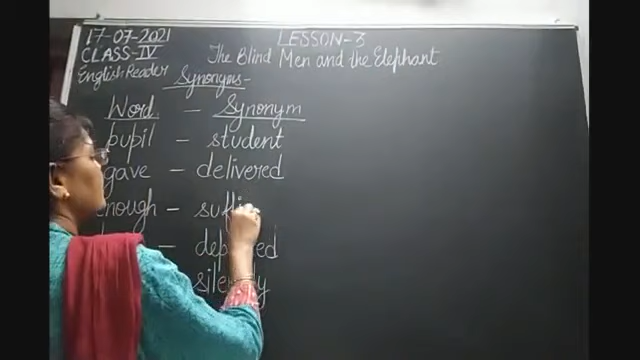 17-07-2021
CLASS-IV
English Reader
LESSON-3
The Blind Men and the Elephant
Synonyms-
Word - Synonym
pupil - student
gave - delivered
enough - suffi
-
silently